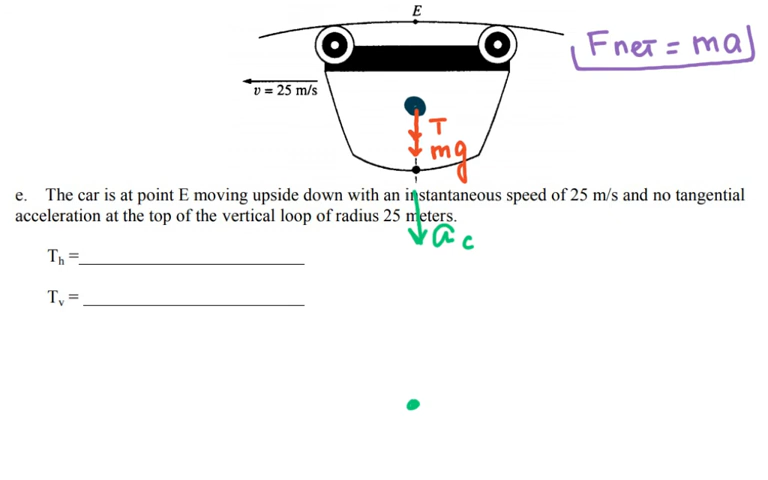 E
Fnet = ma
v = 25 m/s
T
mg
e. The car is at point E moving upside down with an instantaneous speed of 25 m/s and no tangential
acceleration at the top of the vertical loop of radius 25 meters.
ac
Th =
Tv =